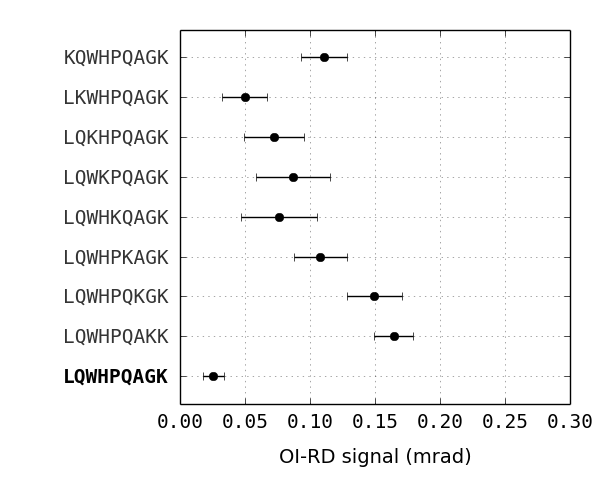 KQWHPQAGK
LKWHPQAGK
LQKHPQAGK
LQWKPQAGK
LQWHKQAGK
LQWHPKAGK
LQWHPQKGK
LQWHPQAKK
LQWHPQAGK
0.00 0.05 0.10 0.15 0.20 0.25 0.30
OI-RD signal (mrad)